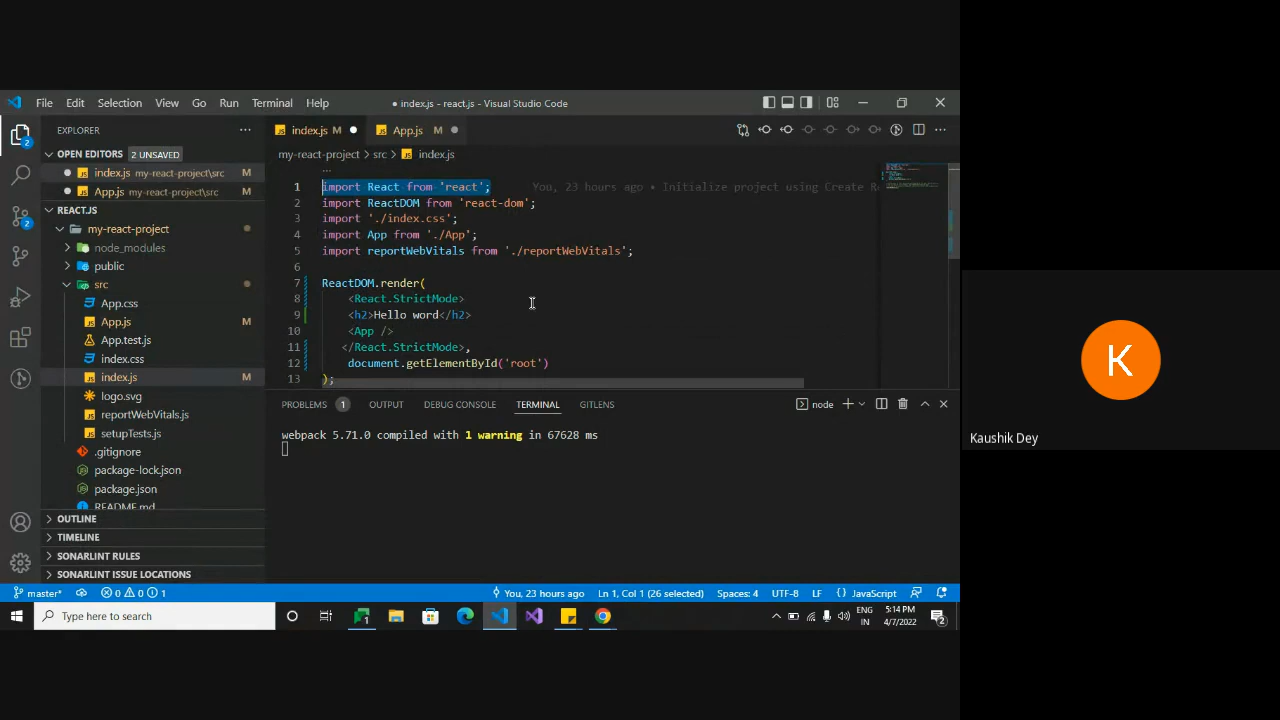 File Edit Selection View Go Run Terminal Help
● index.js - react.js - Visual Studio Code
EXPLORER
OPEN EDITORS 2 UNSAVED
index.js my-react-project\src M
App.js my-react-project\src M
REACT.JS
my-react-project
node_modules
public
src
App.css
App.js M
App.test.js
index.css
index.js M
logo.svg
reportWebVitals.js
setupTests.js
.gitignore
package-lock.json
package.json
README.md
OUTLINE
TIMELINE
SONARLINT RULES
SONARLINT ISSUE LOCATIONS
2
2
index.js M
App.js M
my-react-project > src > index.js
1 import React from 'react'; You, 23 hours ago • Initialize project using Create R
2 import ReactDOM from 'react-dom';
3 import './index.css';
4 import App from './App';
5 import reportWebVitals from './reportWebVitals';
6
7 ReactDOM.render(
8 <React.StrictMode>
9 <h2>Hello word</h2>
10 <App />
11 </React.StrictMode>,
12 document.getElementById('root')
13 );
PROBLEMS 1 OUTPUT DEBUG CONSOLE TERMINAL GITLENS
node
webpack 5.71.0 compiled with 1 warning in 67628 ms
master* 0 0 1 You, 23 hours ago Ln 1, Col 1 (26 selected) Spaces: 4 UTF-8 LF {} JavaScript
Type here to search
1
ENG
IN
5:14 PM
4/7/2022
2
K
Kaushik Dey